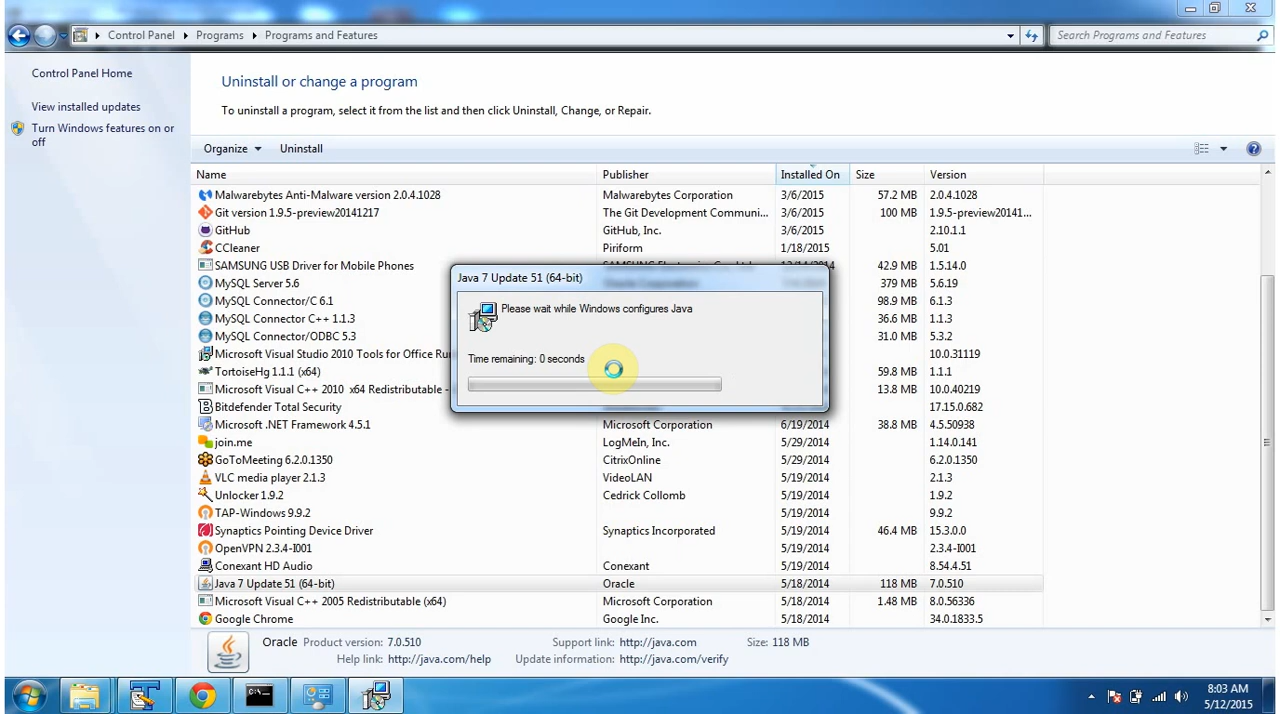 Control Panel Programs Programs and Features Search Programs and Features
Control Panel Home
View installed updates
Turn Windows features on or
off
Uninstall or change a program
To uninstall a program, select it from the list and then click Uninstall, Change, or Repair.
Organize Uninstall
Name Publisher Installed On Size Version
Malwarebytes Anti-Malware version 2.0.4.1028 Malwarebytes Corporation 3/6/2015 57.2 MB 2.0.4.1028
Git version 1.9.5-preview20141217 The Git Development Communi... 3/6/2015 100 MB 1.9.5-preview20141...
GitHub GitHub, Inc. 3/6/2015 2.10.1.1
CCleaner Piriform 1/18/2015 5.01
SAMSUNG USB Driver for Mobile Phones 42.9 MB 1.5.14.0
MySQL Server 5.6 379 MB 5.6.19
MySQL Connector/C 6.1 98.9 MB 6.1.3
MySQL Connector C++ 1.1.3 36.6 MB 1.1.3
MySQL Connector/ODBC 5.3 31.0 MB 5.3.2
Microsoft Visual Studio 2010 Tools for Office Run 10.0.31119
TortoiseHg 1.1.1 (x64) 59.8 MB 1.1.1
Microsoft Visual C++ 2010 x64 Redistributable - 13.8 MB 10.0.40219
Bitdefender Total Security 17.15.0.682
Microsoft .NET Framework 4.5.1 Microsoft Corporation 6/19/2014 38.8 MB 4.5.50938
join.me LogMeIn, Inc. 5/29/2014 1.14.0.141
GoToMeeting 6.2.0.1350 CitrixOnline 5/29/2014 6.2.0.1350
VLC media player 2.1.3 VideoLAN 5/19/2014 2.1.3
Unlocker 1.9.2 Cedrick Collomb 5/19/2014 1.9.2
TAP-Windows 9.9.2 5/19/2014 9.9.2
Synaptics Pointing Device Driver Synaptics Incorporated 5/19/2014 46.4 MB 15.3.0.0
OpenVPN 2.3.4-I001 5/19/2014 2.3.4-I001
Conexant HD Audio Conexant 5/19/2014 8.54.4.51
Java 7 Update 51 (64-bit) Oracle 5/18/2014 118 MB 7.0.510
Microsoft Visual C++ 2005 Redistributable (x64) Microsoft Corporation 5/18/2014 1.48 MB 8.0.56336
Google Chrome Google Inc. 5/18/2014 34.0.1833.5
Java 7 Update 51 (64-bit)
Please wait while Windows configures Java
Time remaining: 0 seconds
Oracle Product version: 7.0.510 Support link: http://java.com Size: 118 MB
Help link: http://java.com/help Update information: http://java.com/verify
8:03 AM
5/12/2015